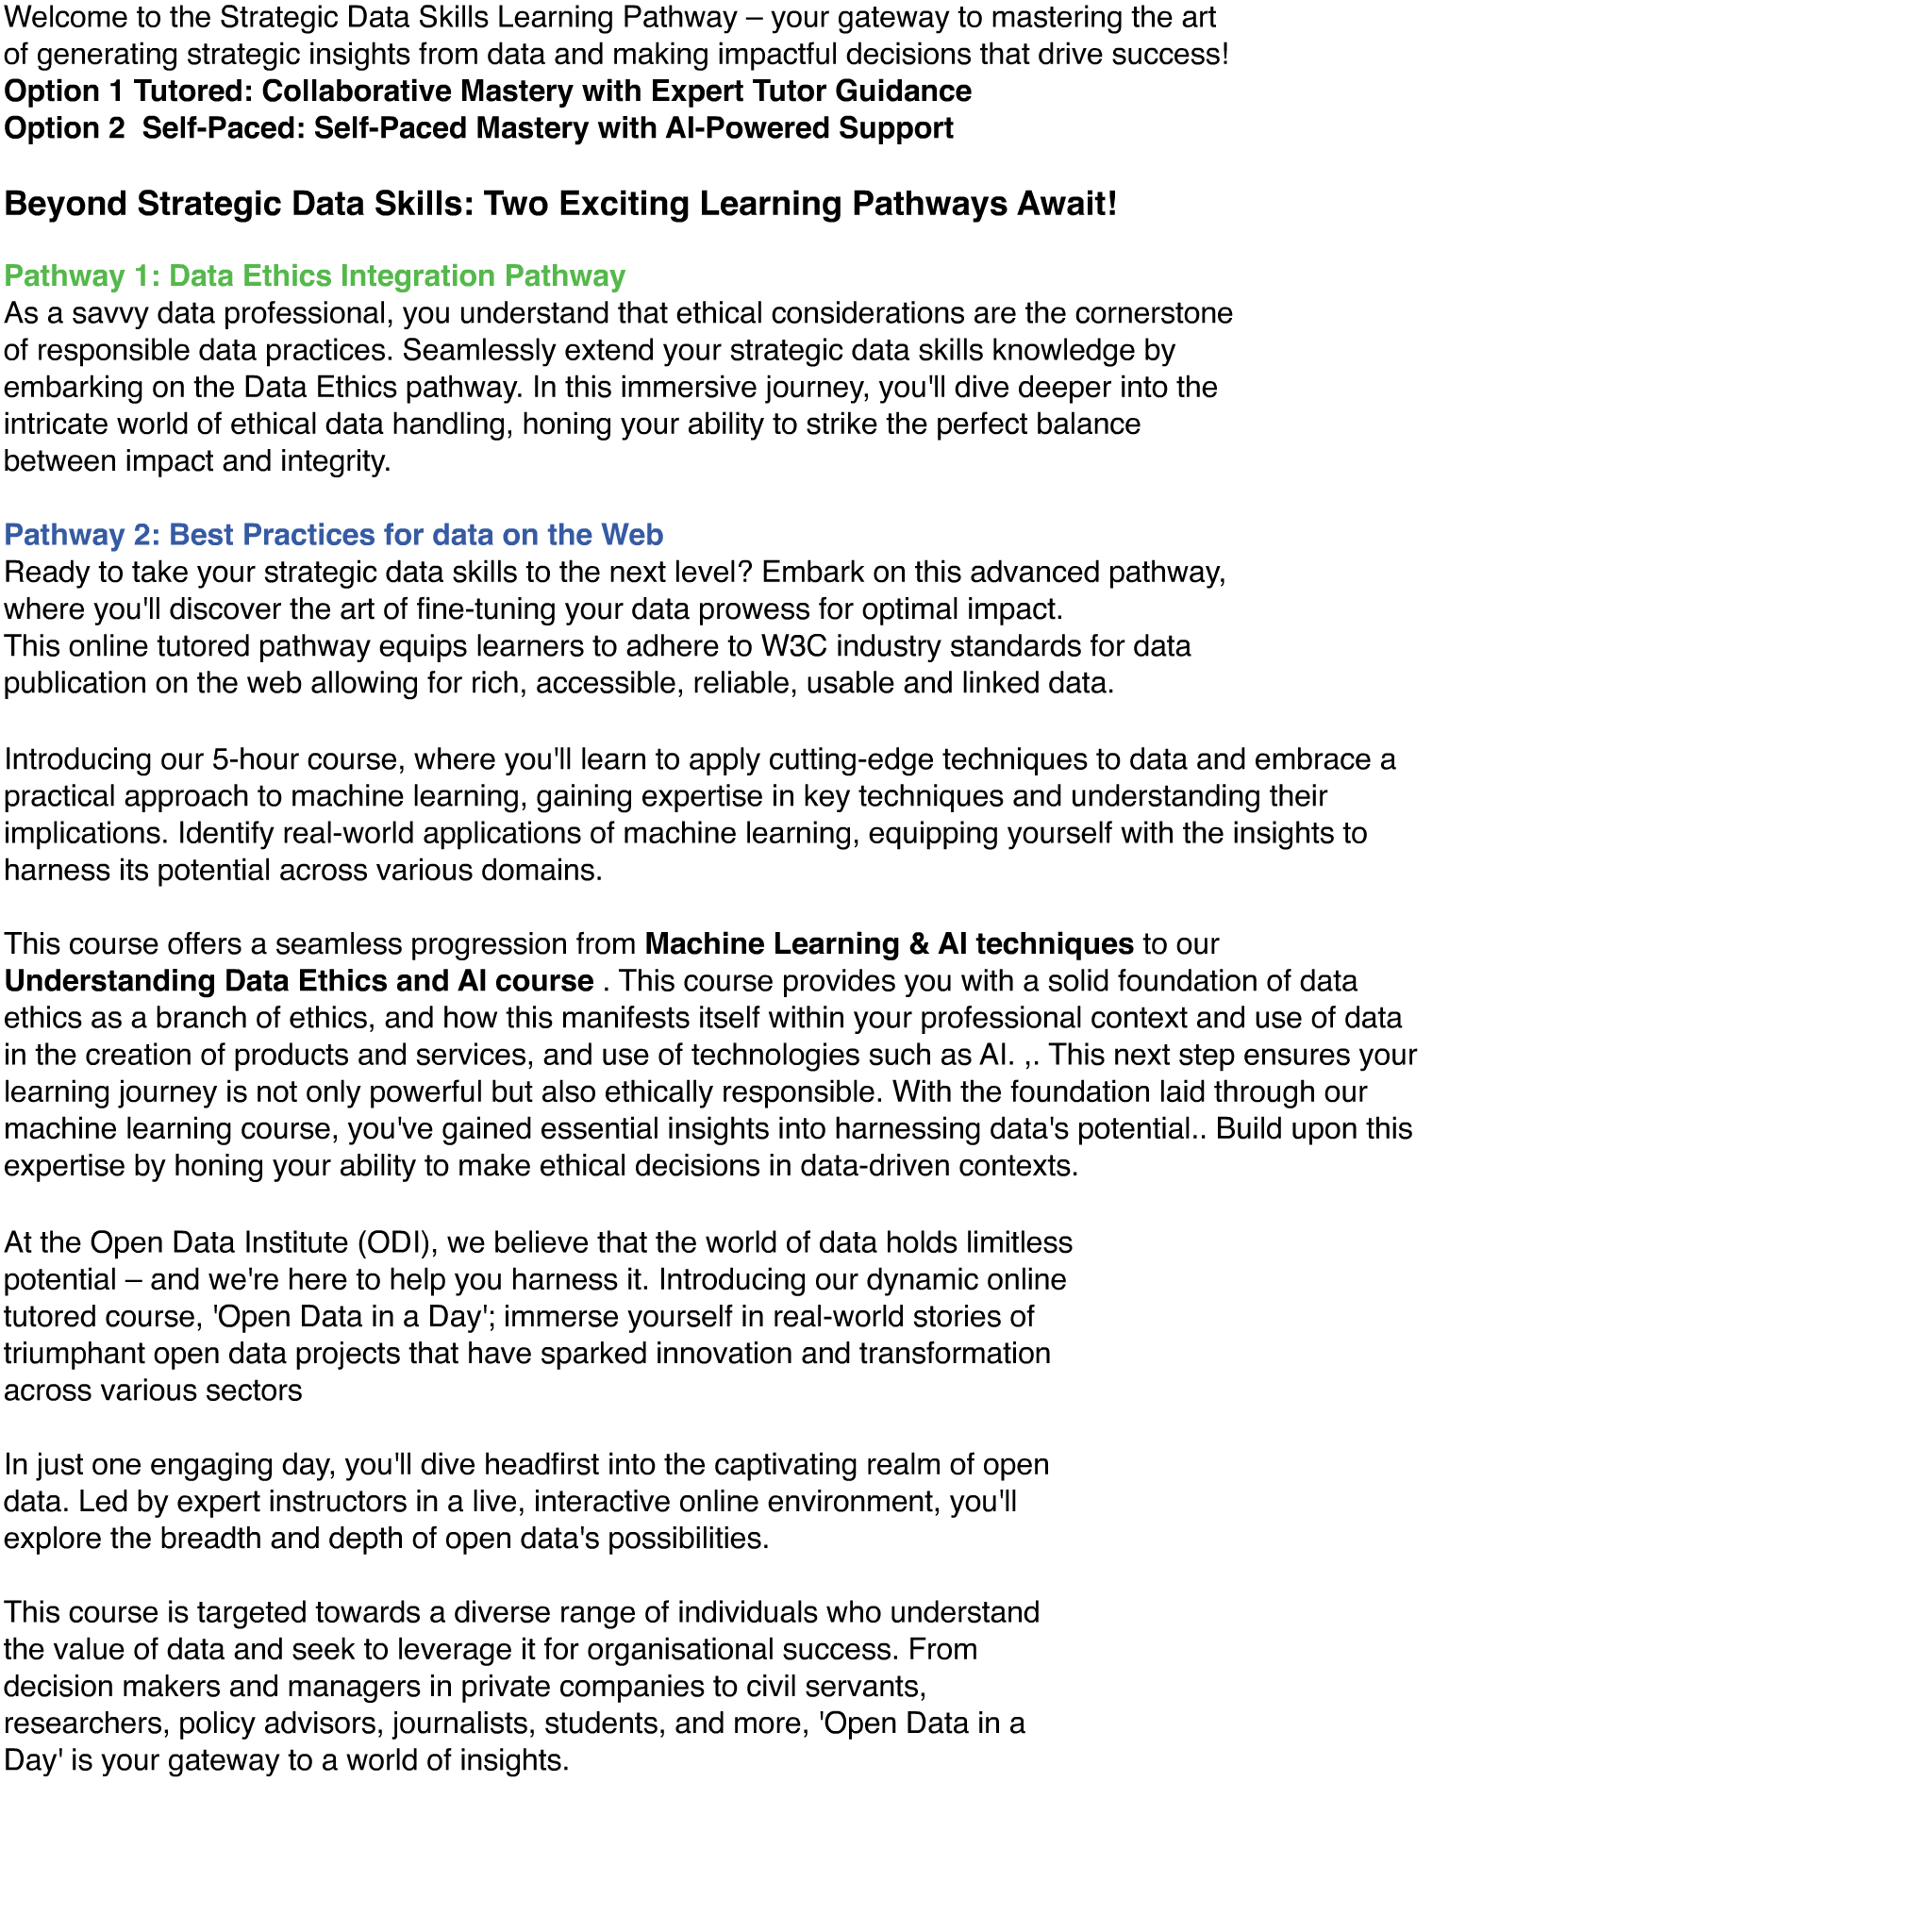 Welcome to the Strategic Data Skills Learning Pathway – your gateway to mastering the art
of generating strategic insights from data and making impactful decisions that drive success!
Option 1 Tutored: Collaborative Mastery with Expert Tutor Guidance
Option 2  Self-Paced: Self-Paced Mastery with AI-Powered Support
Beyond Strategic Data Skills: Two Exciting Learning Pathways Await!
Pathway 1: Data Ethics Integration Pathway
As a savvy data professional, you understand that ethical considerations are the cornerstone
of responsible data practices. Seamlessly extend your strategic data skills knowledge by
embarking on the Data Ethics pathway. In this immersive journey, you'll dive deeper into the
intricate world of ethical data handling, honing your ability to strike the perfect balance
between impact and integrity.
Pathway 2: Best Practices for data on the Web
Ready to take your strategic data skills to the next level? Embark on this advanced pathway,
where you'll discover the art of fine-tuning your data prowess for optimal impact.
This online tutored pathway equips learners to adhere to W3C industry standards for data
publication on the web allowing for rich, accessible, reliable, usable and linked data.
Introducing our 5-hour course, where you'll learn to apply cutting-edge techniques to data and embrace a
practical approach to machine learning, gaining expertise in key techniques and understanding their
implications. Identify real-world applications of machine learning, equipping yourself with the insights to
harness its potential across various domains.
This course offers a seamless progression from Machine Learning & AI techniques to our
Understanding Data Ethics and AI course . This course provides you with a solid foundation of data
ethics as a branch of ethics, and how this manifests itself within your professional context and use of data
in the creation of products and services, and use of technologies such as AI. ,. This next step ensures your
learning journey is not only powerful but also ethically responsible. With the foundation laid through our
machine learning course, you've gained essential insights into harnessing data's potential.. Build upon this
expertise by honing your ability to make ethical decisions in data-driven contexts.
At the Open Data Institute (ODI), we believe that the world of data holds limitless
potential – and we're here to help you harness it. Introducing our dynamic online
tutored course, 'Open Data in a Day'; immerse yourself in real-world stories of
triumphant open data projects that have sparked innovation and transformation
across various sectors
In just one engaging day, you'll dive headfirst into the captivating realm of open
data. Led by expert instructors in a live, interactive online environment, you'll
explore the breadth and depth of open data's possibilities.
This course is targeted towards a diverse range of individuals who understand
the value of data and seek to leverage it for organisational success. From
decision makers and managers in private companies to civil servants,
researchers, policy advisors, journalists, students, and more, 'Open Data in a
Day' is your gateway to a world of insights.